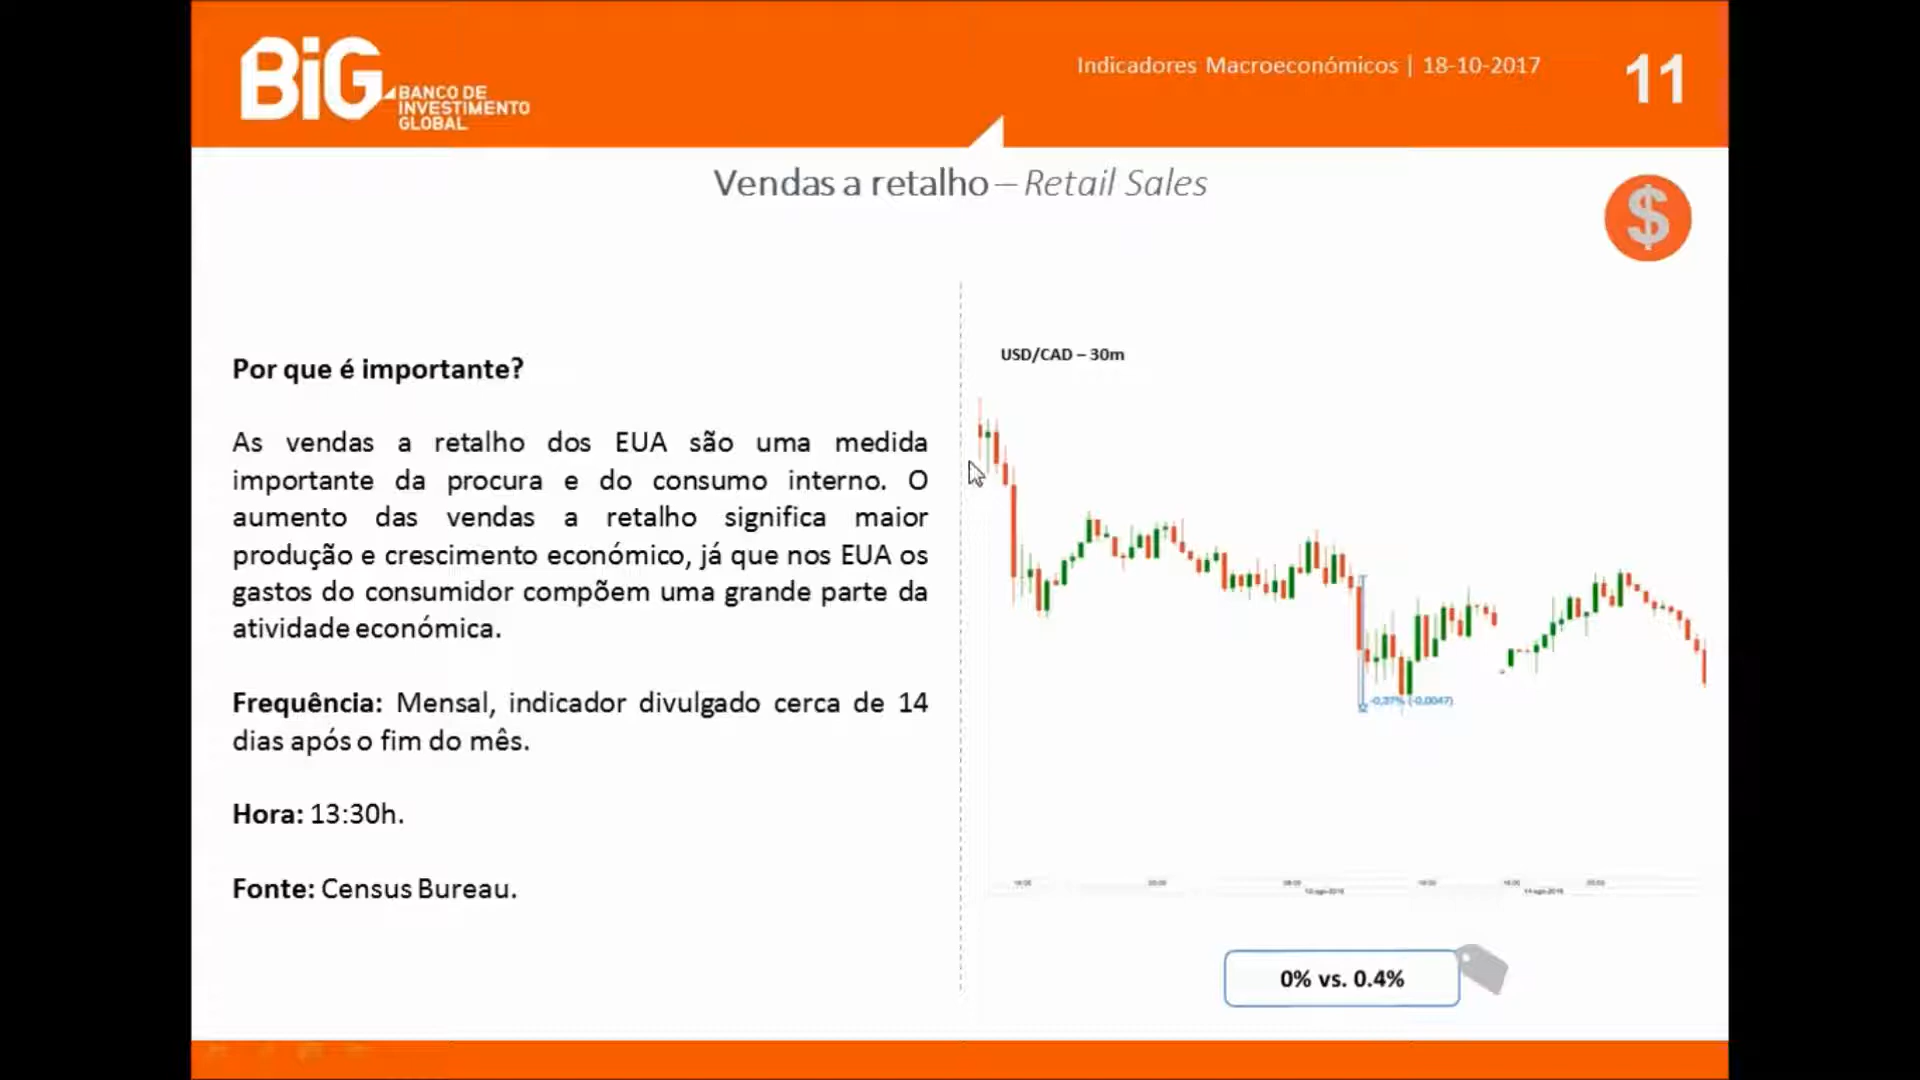 BiG BANCO DE
INVESTIMENTO
GLOBAL
Indicadores Macroeconómicos | 18-10-2017
11
Vendas a retalho – Retail Sales
$
Por que é importante?
As vendas a retalho dos EUA são uma medida
importante da procura e do consumo interno. O
aumento das vendas a retalho significa maior
produção e crescimento económico, já que nos EUA os
gastos do consumidor compõem uma grande parte da
atividade económica.
Frequência: Mensal, indicador divulgado cerca de 14
dias após o fim do mês.
Hora: 13:30h.
Fonte: Census Bureau.
USD/CAD – 30m
-0,37% (-0,0047)
0% vs. 0.4%